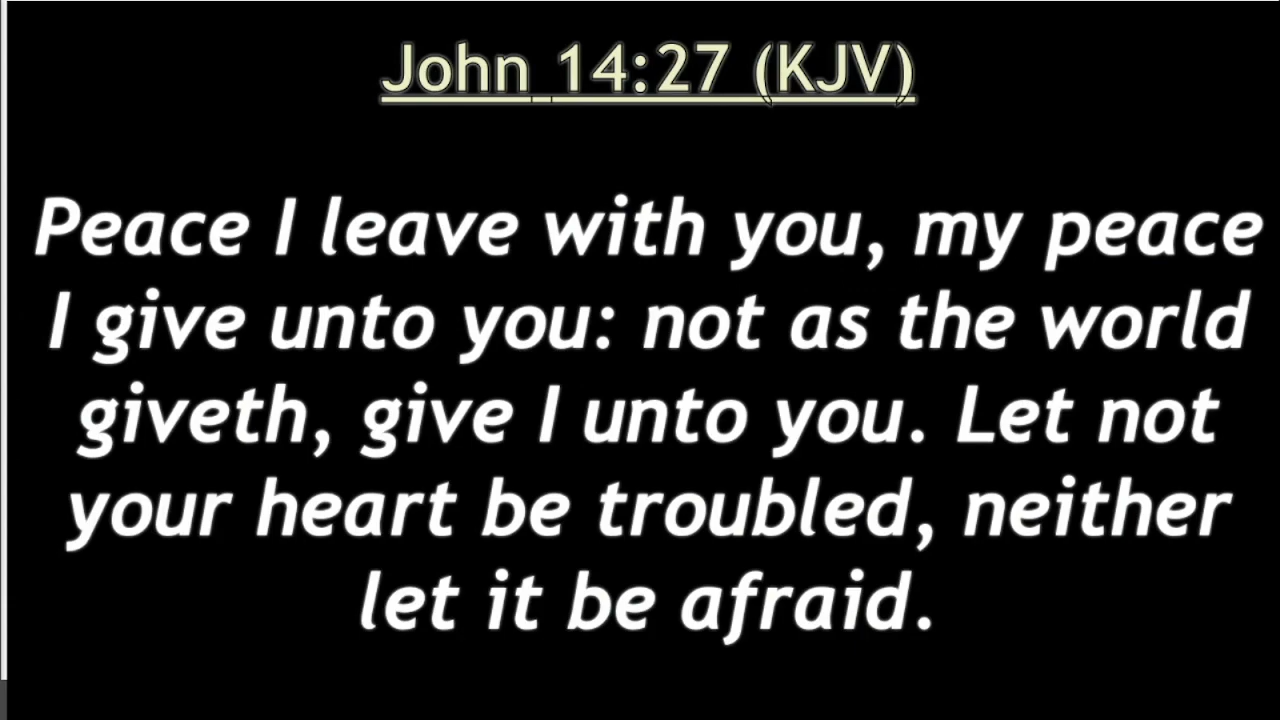 John 14:27 (KJV)
Peace I leave with you, my peace
I give unto you: not as the world
giveth, give I unto you. Let not
your heart be troubled, neither
let it be afraid.